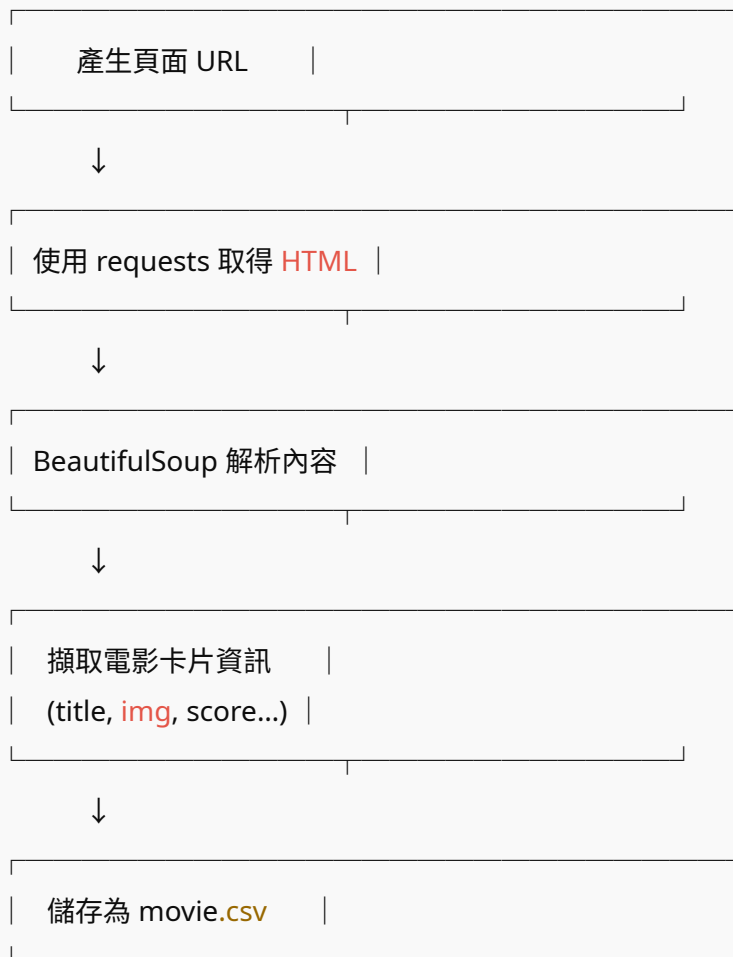 產生頁面 URL
↓
使用 requests 取得 HTML
↓
BeautifulSoup 解析內容
↓
擷取電影卡片資訊
(title, img, score...)
↓
儲存為 movie.csv